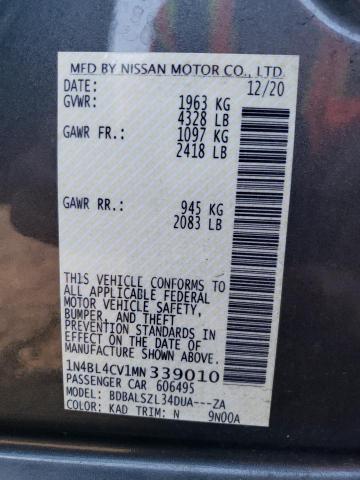 MFD BY NISSAN MOTOR CO., LTD.
DATE: 12/20
GVWR: 1963 KG
4328 LB
GAWR FR.: 1097 KG
2418 LB
GAWR RR.: 945 KG
2083 LB
THIS VEHICLE CONFORMS TO
ALL APPLICABLE FEDERAL
MOTOR VEHICLE SAFETY,
BUMPER, AND THEFT
PREVENTION STANDARDS IN
EFFECT ON THE DATE OF
MANUFACTURE SHOWN ABOVE.
1N4BL4CV1MN339010
PASSENGER CAR 606495
MODEL: BDBALSZL34DUA---ZA
COLOR: KAD TRIM: N 9N00A